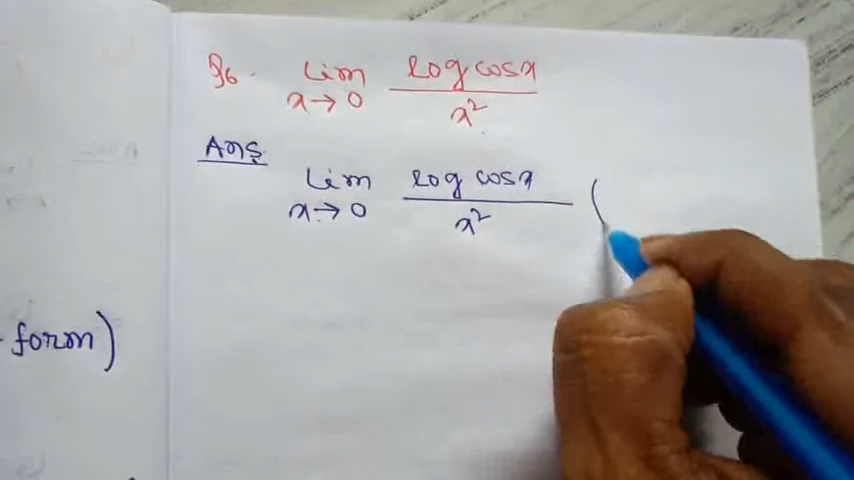 Q6. lim x→0 log cosx / x²
Ans lim x→0 log cosx / x² (
form)